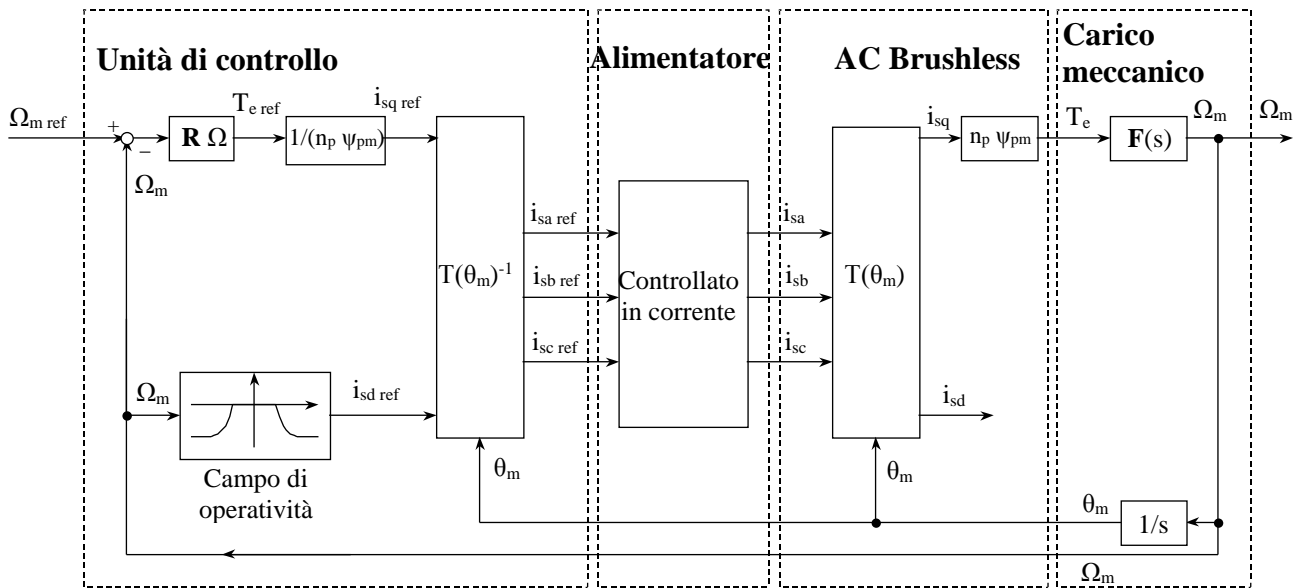 Unità di controllo
Alimentatore
AC Brushless
Carico
meccanico
Ωm ref
+
−
Ωm
R Ω
Te ref
1/(np ψpm)
isq ref
T(θm)-1
isa ref
isb ref
isc ref
Controllato
in corrente
isa
isb
isc
T(θm)
isq
np ψpm
Te
F(s)
Ωm
Ωm
Ωm
isd ref
Campo di
operatività
isd
θm
θm
θm
1/s
Ωm